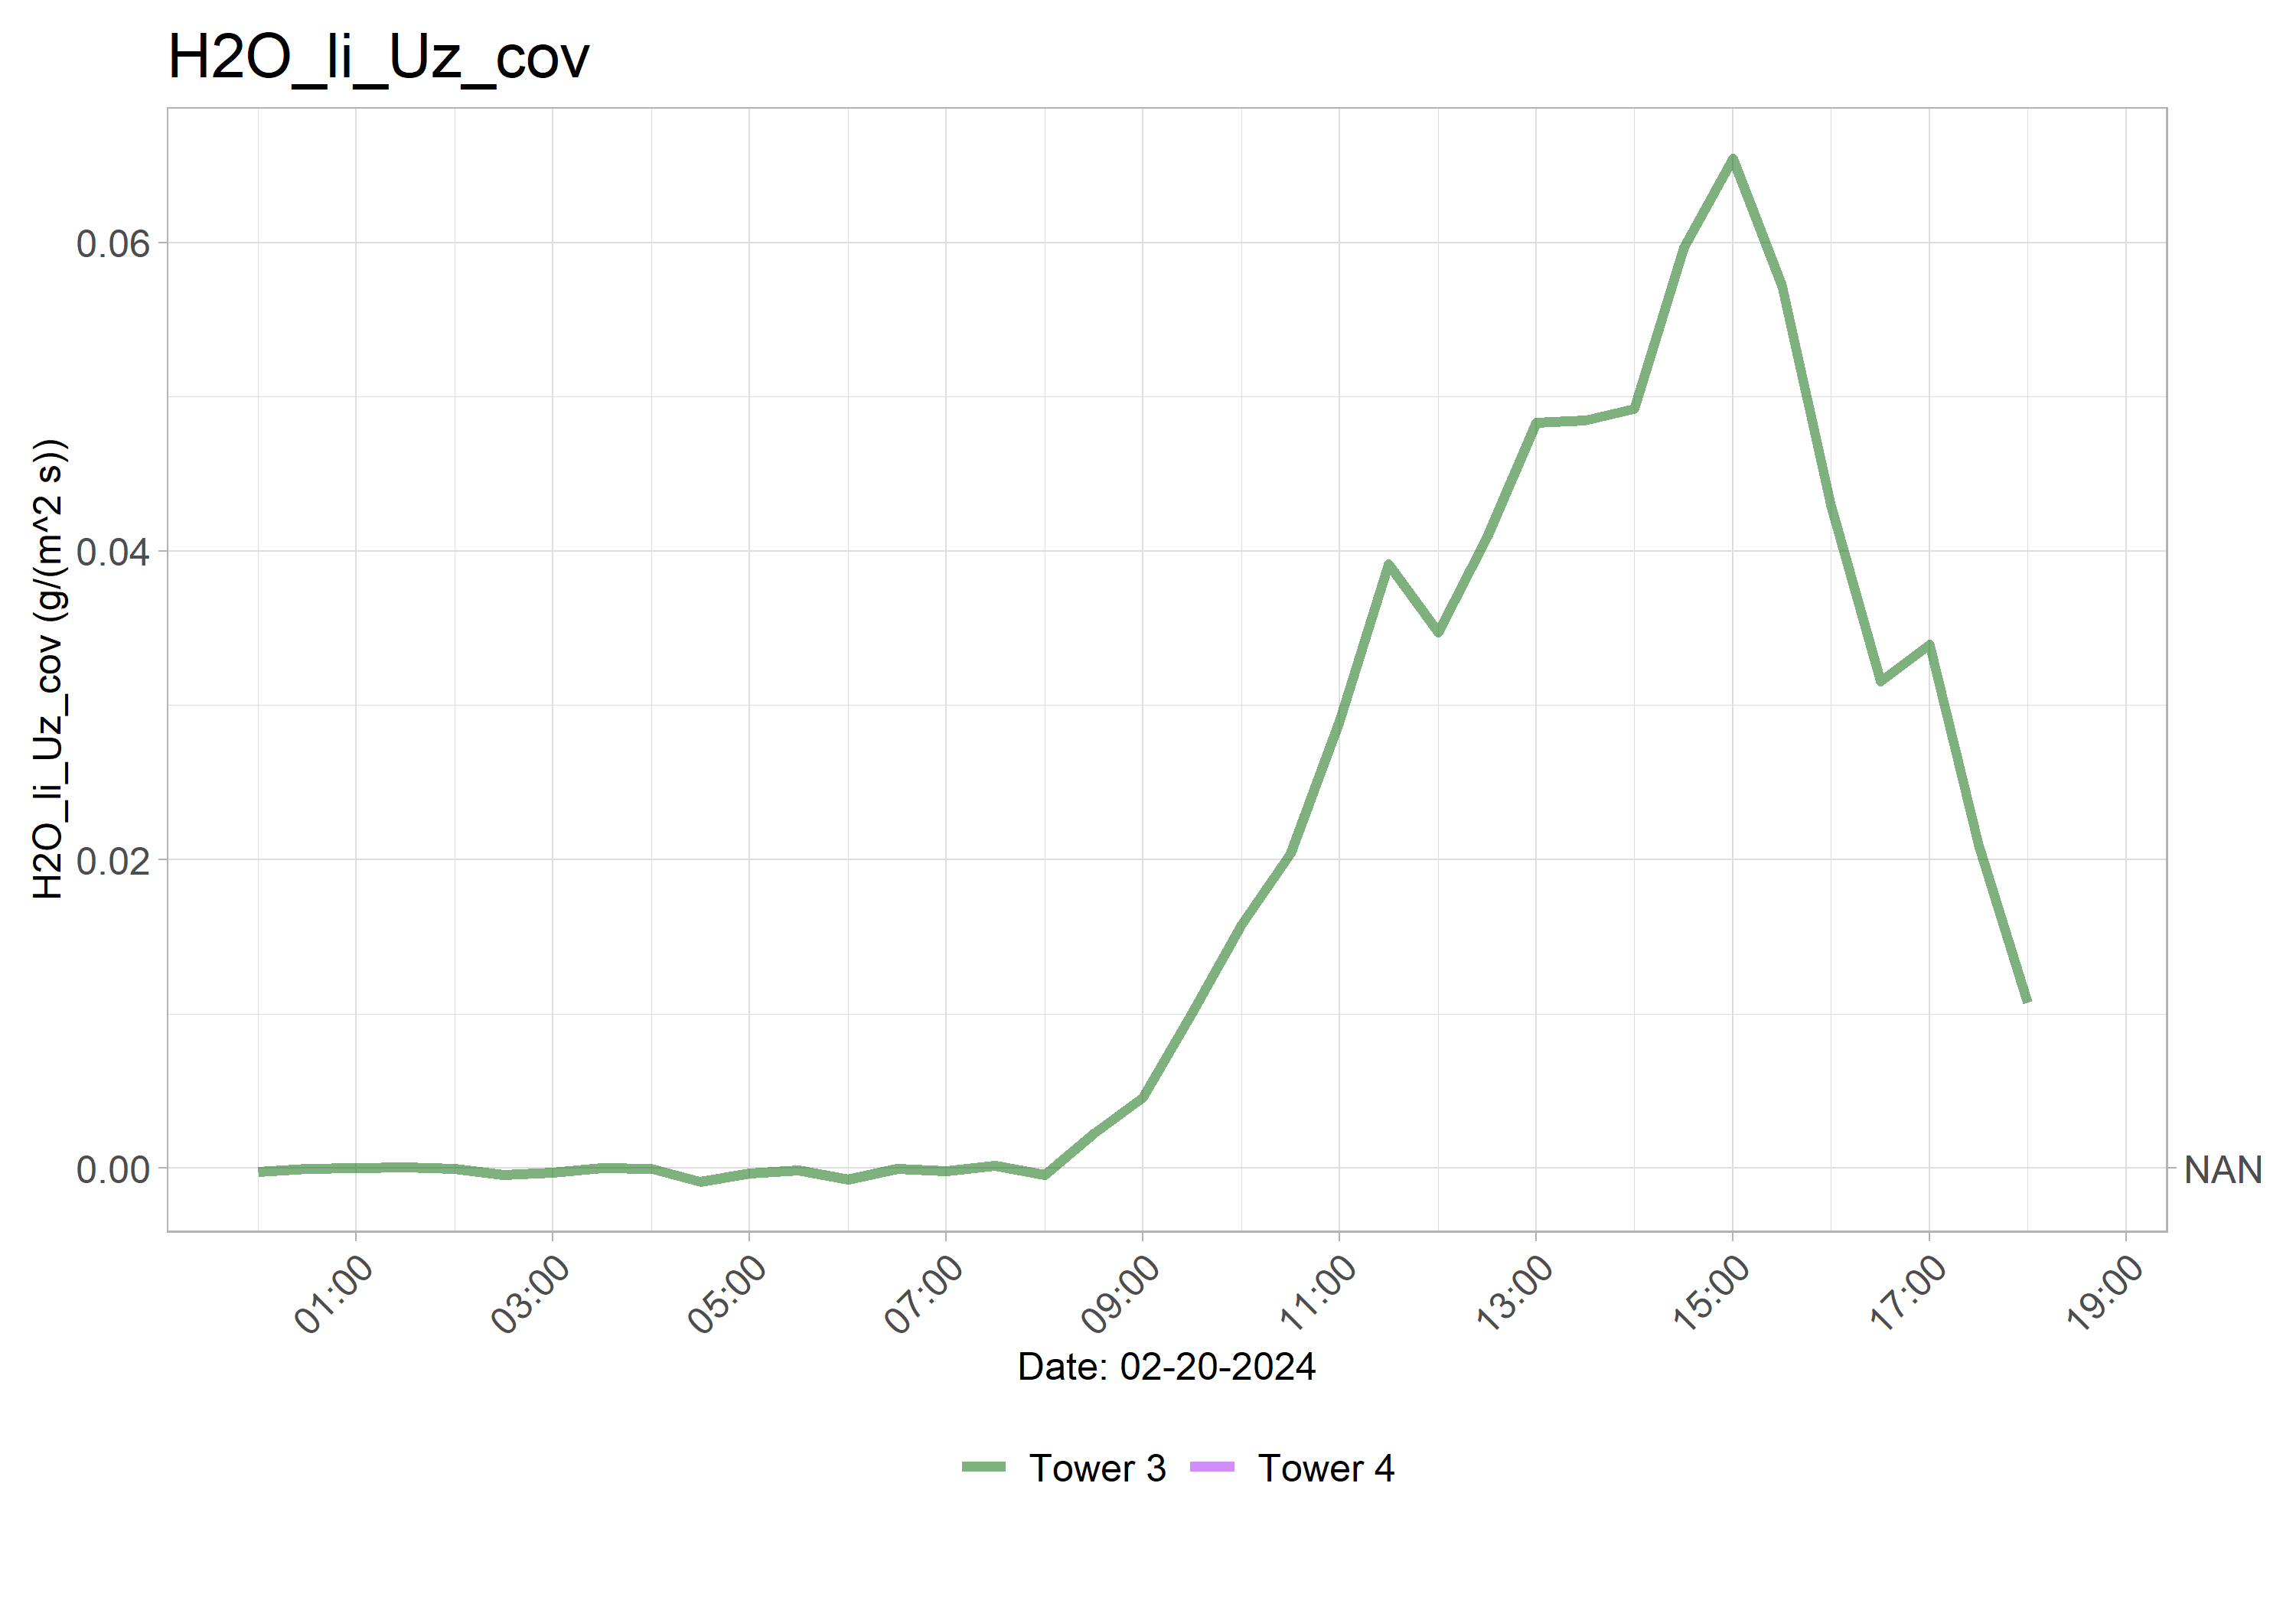 H2O_li_Uz_cov
H2O_li_Uz_cov (g/(m^2 s))
0.06
0.04
0.02
0.00
NAN
01:00
03:00
05:00
07:00
09:00
11:00
13:00
15:00
17:00
19:00
Date: 02-20-2024
Tower 3
Tower 4